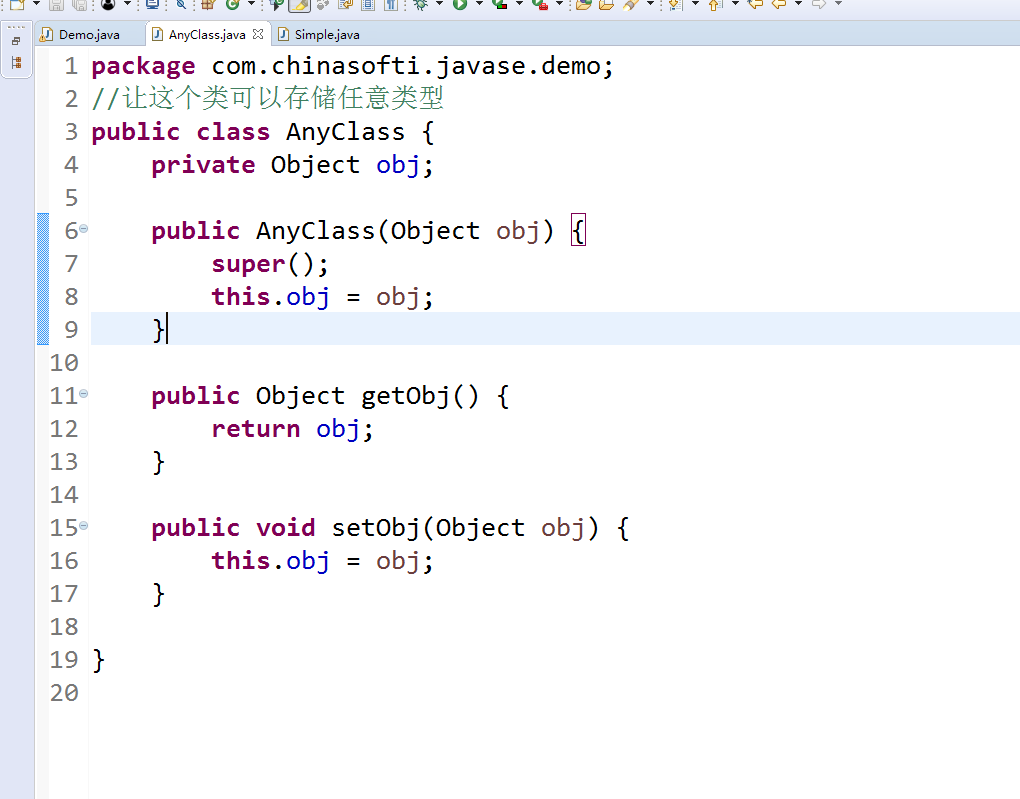 Demo.java AnyClass.java Simple.java
1 package com.chinasofti.javase.demo;
2 //让这个类可以存储任意类型
3 public class AnyClass {
4 private Object obj;
5
6 public AnyClass(Object obj) {
7 super();
8 this.obj = obj;
9 }
10
11 public Object getObj() {
12 return obj;
13 }
14
15 public void setObj(Object obj) {
16 this.obj = obj;
17 }
18
19 }
20